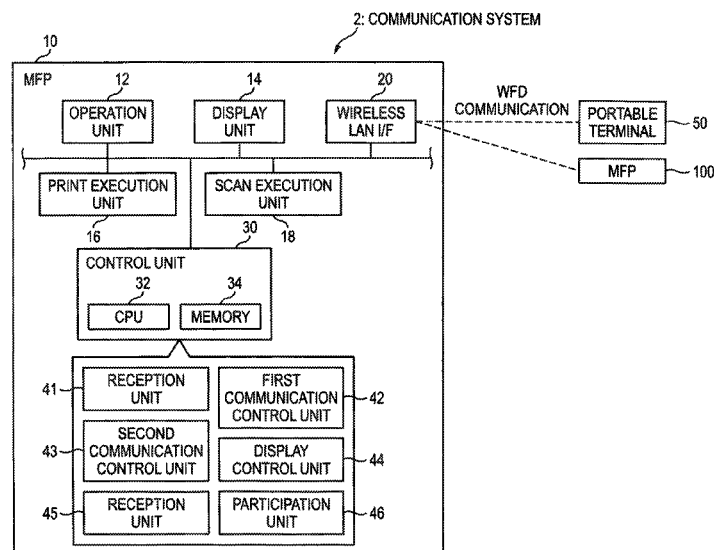 2: COMMUNICATION SYSTEM
10
MFP
12
14
20
OPERATION
UNIT
DISPLAY
UNIT
WIRELESS
LAN I/F
WFD
COMMUNICATION
PORTABLE
TERMINAL
50
MFP
100
PRINT EXECUTION
UNIT
SCAN EXECUTION
UNIT
16
18
30
CONTROL UNIT
32
34
CPU
MEMORY
41
RECEPTION
UNIT
FIRST
COMMUNICATION
CONTROL UNIT
42
43
SECOND
COMMUNICATION
CONTROL UNIT
DISPLAY
CONTROL UNIT
44
45
RECEPTION
UNIT
PARTICIPATION
UNIT
46